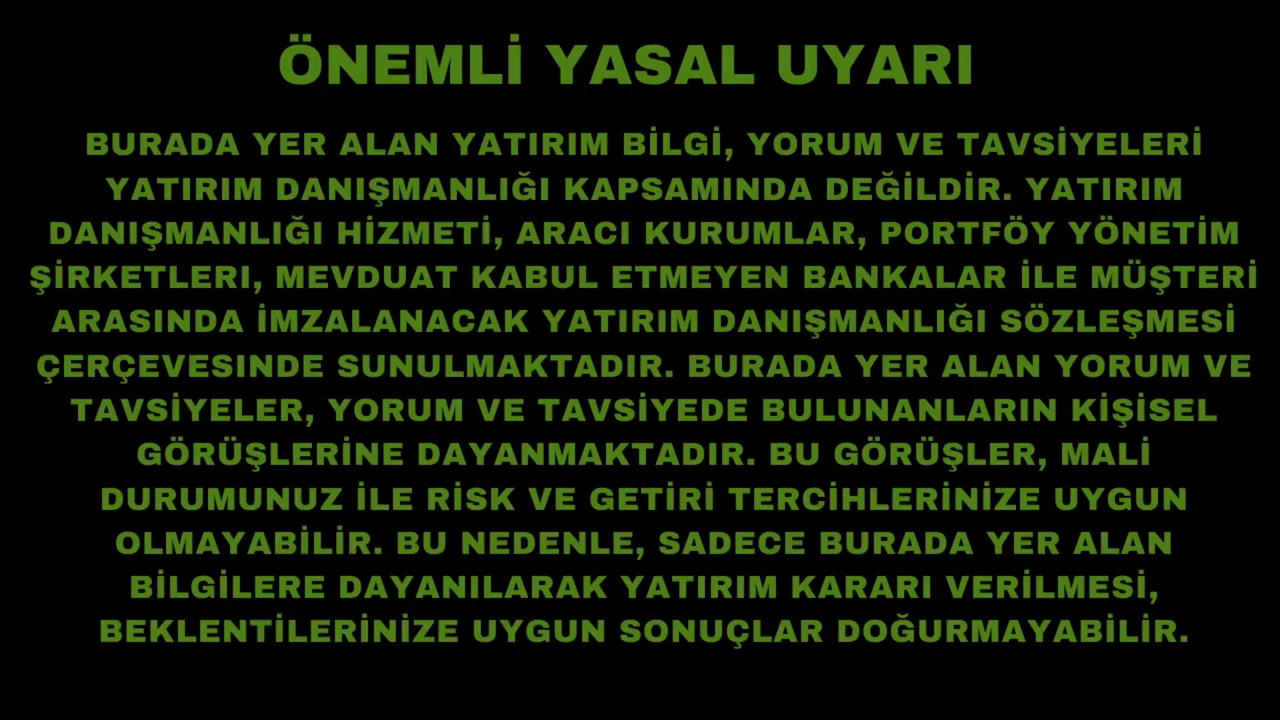 ÖNEMLİ YASAL UYARI
BURADA YER ALAN YATIRIM BİLGİ, YORUM VE TAVSİYELERİ
YATIRIM DANIŞMANLIĞI KAPSAMINDA DEĞİLDİR. YATIRIM
DANIŞMANLIĞI HİZMETİ, ARACI KURUMLAR, PORTFÖY YÖNETİM
ŞİRKETLERI, MEVDUAT KABUL ETMEYEN BANKALAR İLE MÜŞTERİ
ARASINDA İMZALANACAK YATIRIM DANIŞMANLIĞI SÖZLEŞMESİ
ÇERÇEVESINDE SUNULMAKTADIR. BURADA YER ALAN YORUM VE
TAVSİYELER, YORUM VE TAVSİYEDE BULUNANLARIN KİŞİSEL
GÖRÜŞLERİNE DAYANMAKTADIR. BU GÖRÜŞLER, MALİ
DURUMUNUZ İLE RİSK VE GETİRİ TERCİHLERİNİZE UYGUN
OLMAYABİLİR. BU NEDENLE, SADECE BURADA YER ALAN
BİLGİLERE DAYANILARAK YATIRIM KARARI VERİLMESİ,
BEKLENTİLERİNİZE UYGUN SONUÇLAR DOĞURMAYABİLİR.